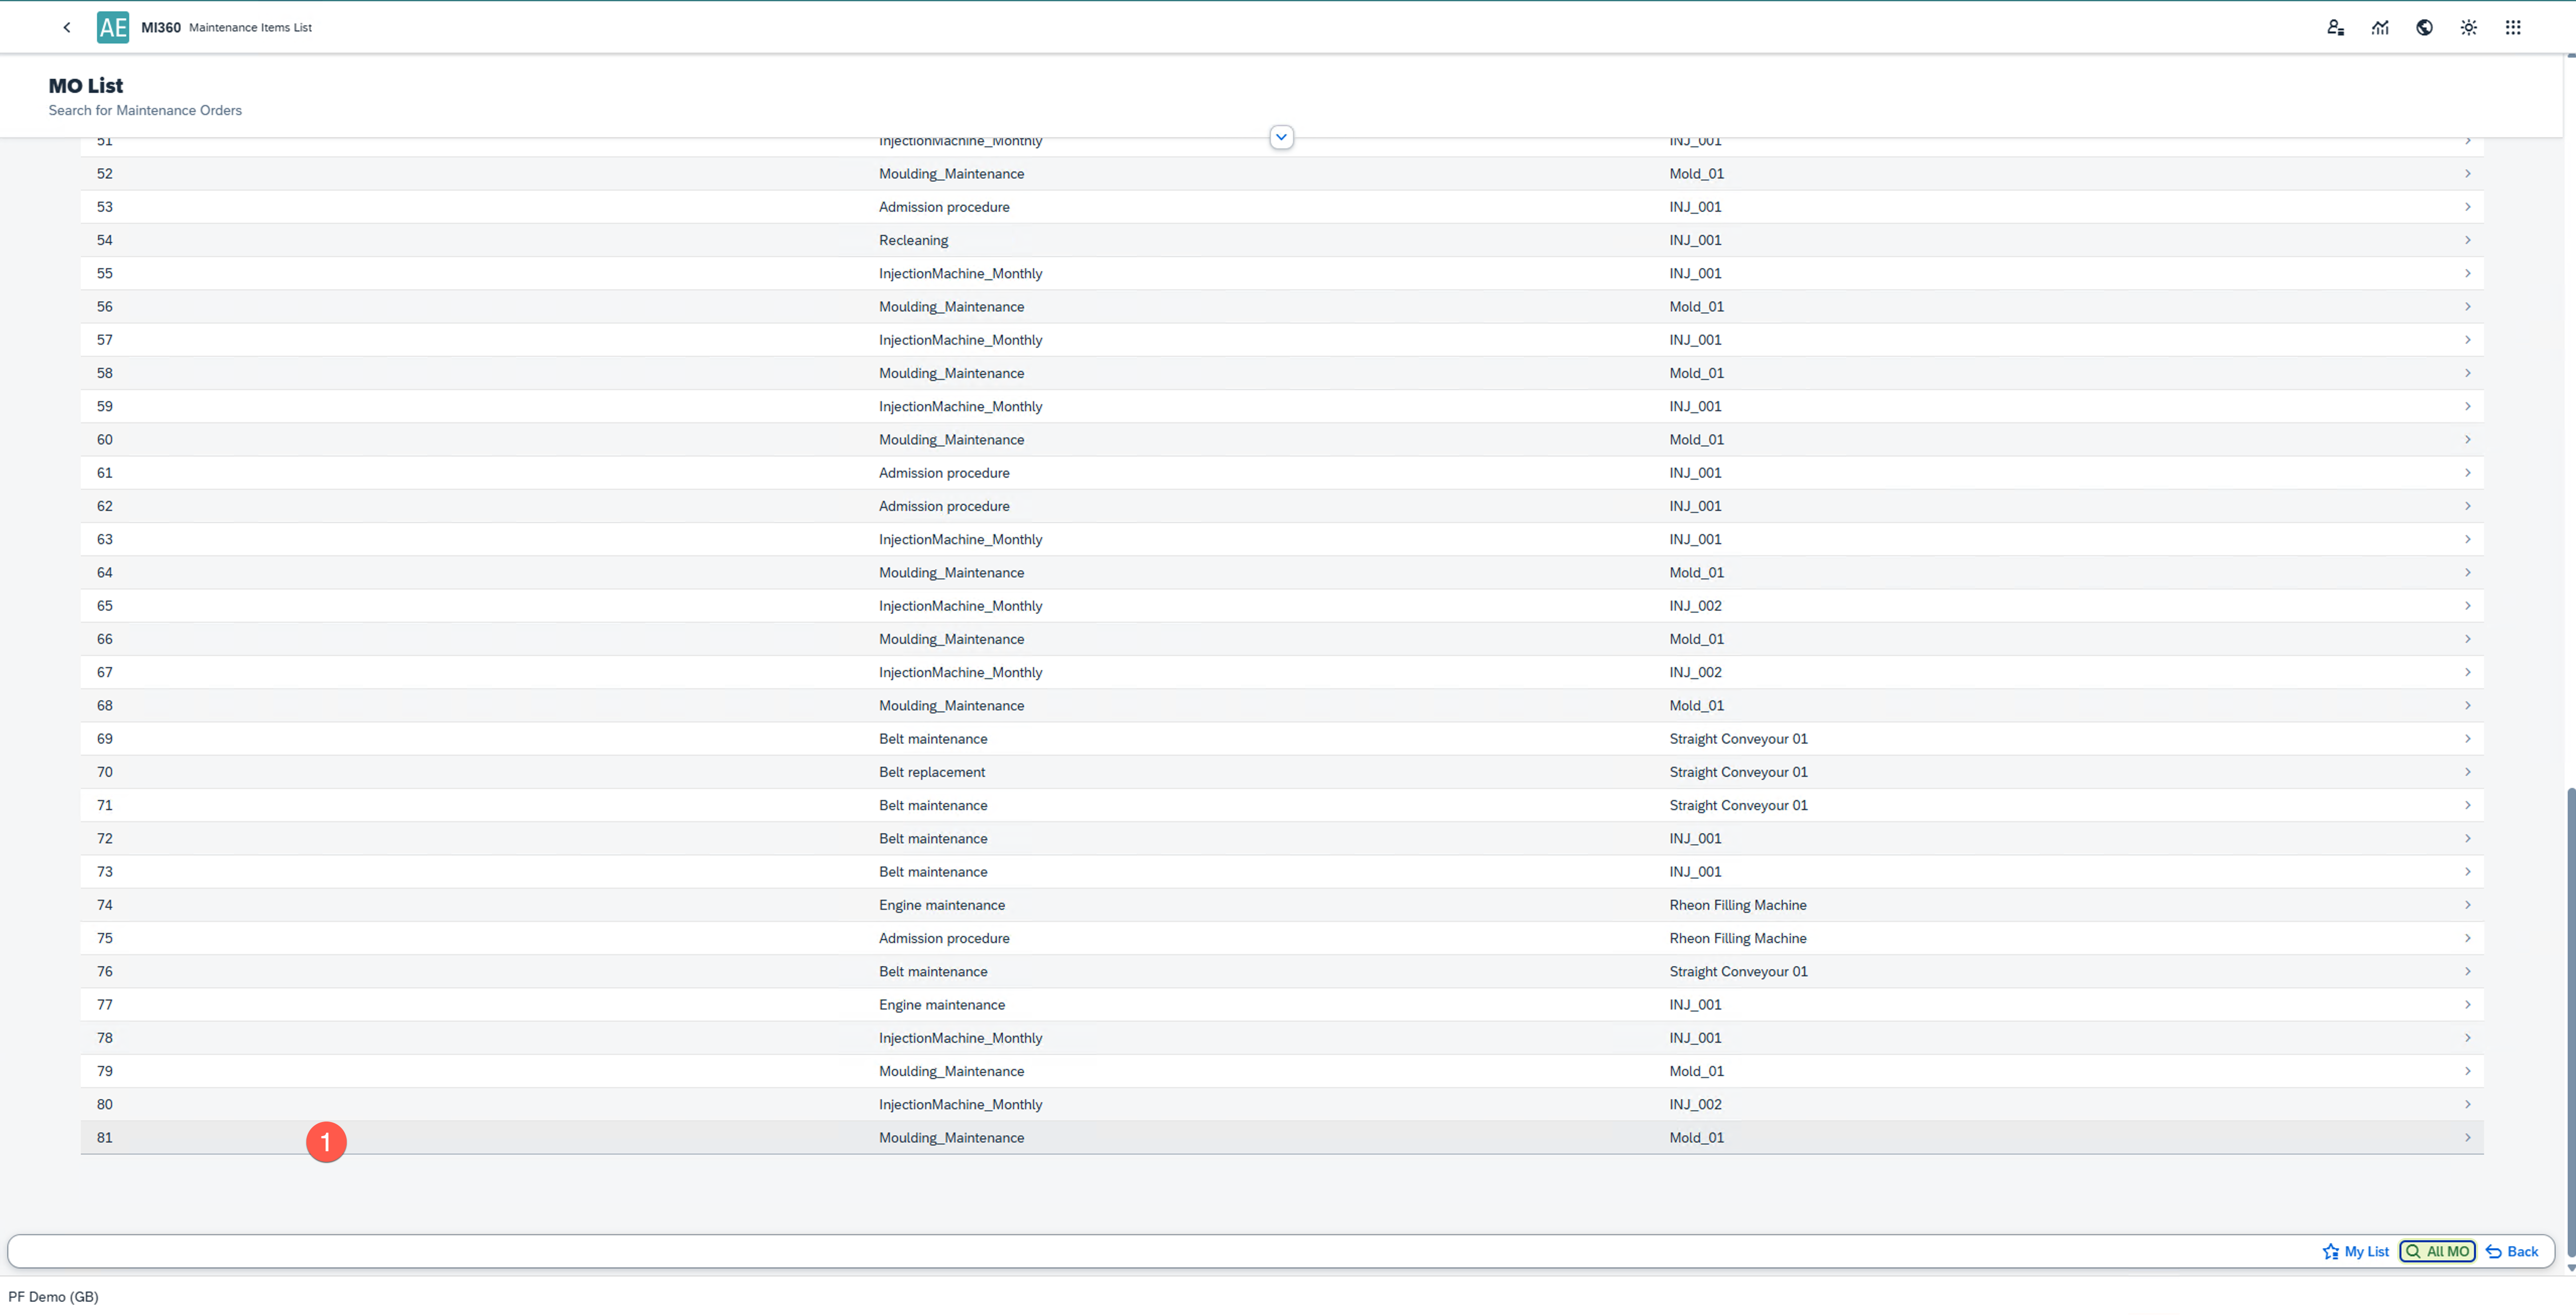 AE MI360 Maintenance Items List
MO List
Search for Maintenance Orders
51 InjectionMachine_Monthly INJ_001
52 Moulding_Maintenance Mold_01
53 Admission procedure INJ_001
54 Recleaning INJ_001
55 InjectionMachine_Monthly INJ_001
56 Moulding_Maintenance Mold_01
57 InjectionMachine_Monthly INJ_001
58 Moulding_Maintenance Mold_01
59 InjectionMachine_Monthly INJ_001
60 Moulding_Maintenance Mold_01
61 Admission procedure INJ_001
62 Admission procedure INJ_001
63 InjectionMachine_Monthly INJ_001
64 Moulding_Maintenance Mold_01
65 InjectionMachine_Monthly INJ_002
66 Moulding_Maintenance Mold_01
67 InjectionMachine_Monthly INJ_002
68 Moulding_Maintenance Mold_01
69 Belt maintenance Straight Conveyour 01
70 Belt replacement Straight Conveyour 01
71 Belt maintenance Straight Conveyour 01
72 Belt maintenance INJ_001
73 Belt maintenance INJ_001
74 Engine maintenance Rheon Filling Machine
75 Admission procedure Rheon Filling Machine
76 Belt maintenance Straight Conveyour 01
77 Engine maintenance INJ_001
78 InjectionMachine_Monthly INJ_001
79 Moulding_Maintenance Mold_01
80 InjectionMachine_Monthly INJ_002
81 1 Moulding_Maintenance Mold_01
My List All MO Back
PF Demo (GB)